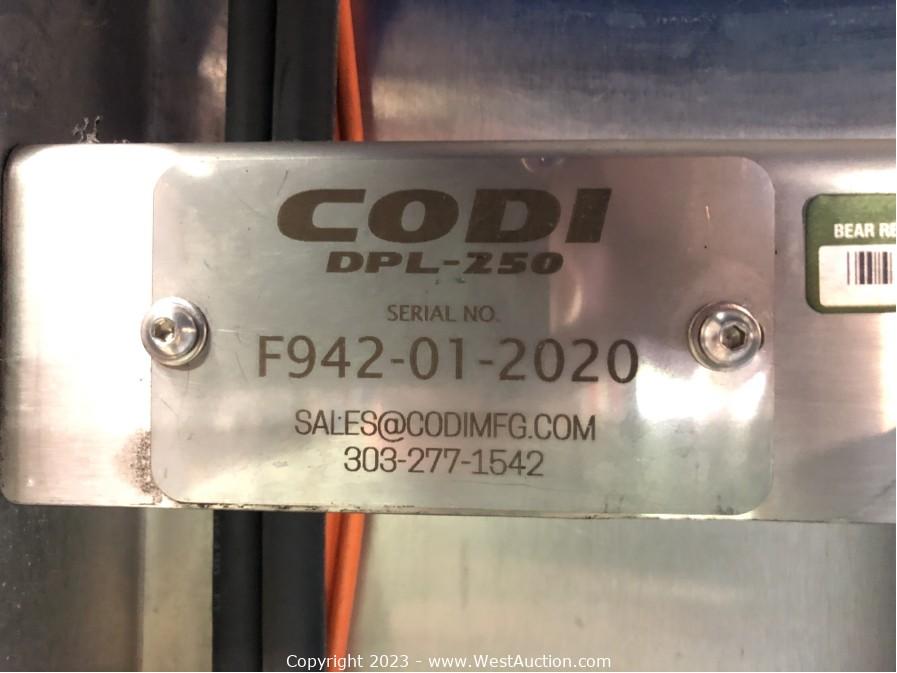 CODI
DPL-250
SERIAL NO.
F942-01-2020
SALES@CODIMFG.COM
303-277-1542
BEAR
Copyright 2023 - www.WestAuction.com